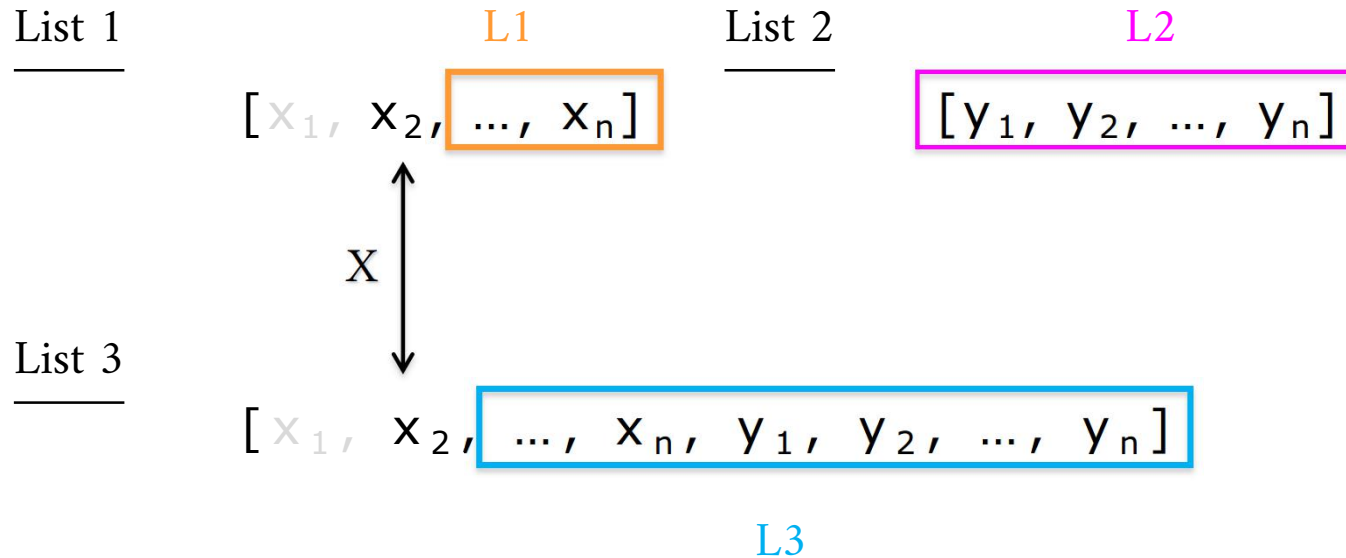 List 1 L1 List 2 L2
[x₁, x₂, …, xₙ] [y₁, y₂, …, yₙ]
X
List 3
[x₁, x₂, …, xₙ, y₁, y₂, …, yₙ]
L3